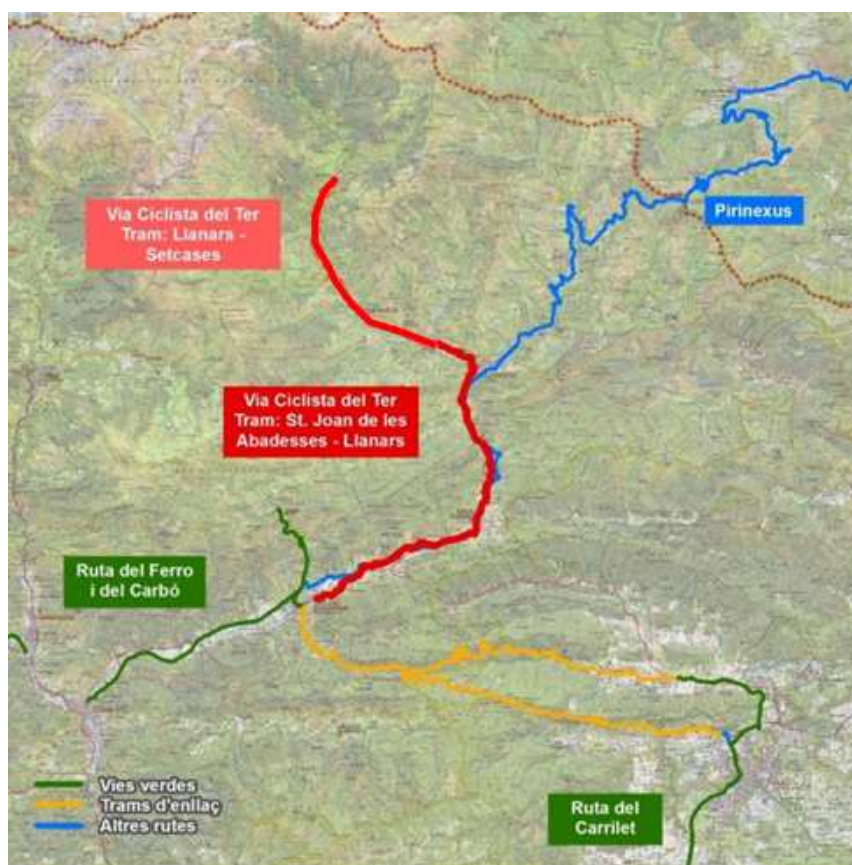 Via Ciclista del Ter
Tram: Llanars -
Setcases
Pirinexus
Via Ciclista del Ter
Tram: St. Joan de les
Abadesses - Llanars
Ruta del Ferro
i del Carbó
Vies verdes
Trams d'enllaç
Altres rutes
Ruta del
Carrilet